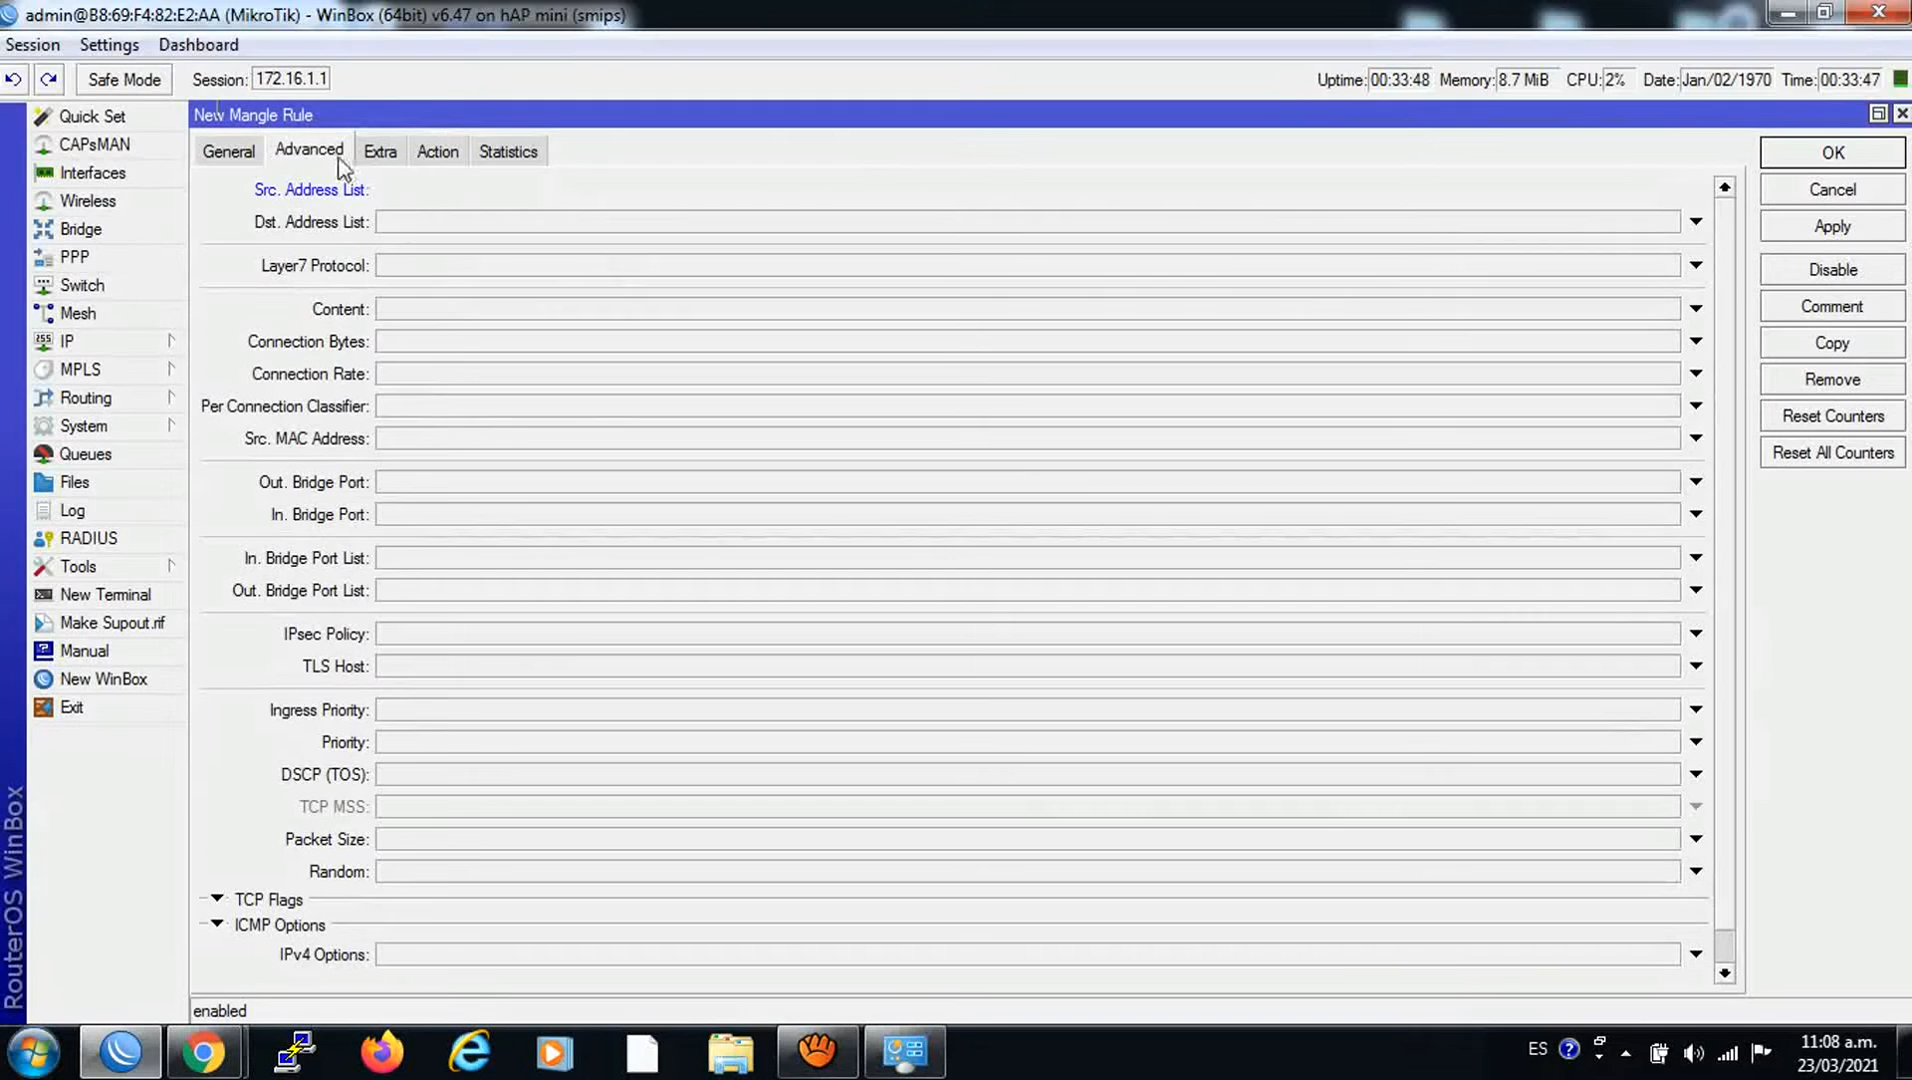 admin@B8:69:F4:82:E2:AA (MikroTik) - WinBox (64bit) v6.47 on hAP mini (smips)
Session Settings Dashboard
Safe Mode Session: 172.16.1.1 Uptime: 00:33:48 Memory: 8.7 MiB CPU: 2% Date: Jan/02/1970 Time: 00:33:47
New Mangle Rule
General Advanced Extra Action Statistics
Quick Set
CAPsMAN
Interfaces
Wireless
Bridge
PPP
Switch
Mesh
IP
MPLS
Routing
System
Queues
Files
Log
RADIUS
Tools
New Terminal
Make Supout.rif
Manual
New WinBox
Exit
RouterOS WinBox
Src. Address List:
Dst. Address List:
Layer7 Protocol:
Content:
Connection Bytes:
Connection Rate:
Per Connection Classifier:
Src. MAC Address:
Out. Bridge Port:
In. Bridge Port:
In. Bridge Port List:
Out. Bridge Port List:
IPsec Policy:
TLS Host:
Ingress Priority:
Priority:
DSCP (TOS):
TCP MSS:
Packet Size:
Random:
TCP Flags
ICMP Options
IPv4 Options:
OK
Cancel
Apply
Disable
Comment
Copy
Remove
Reset Counters
Reset All Counters
enabled
ES
11:08 a.m.
23/03/2021